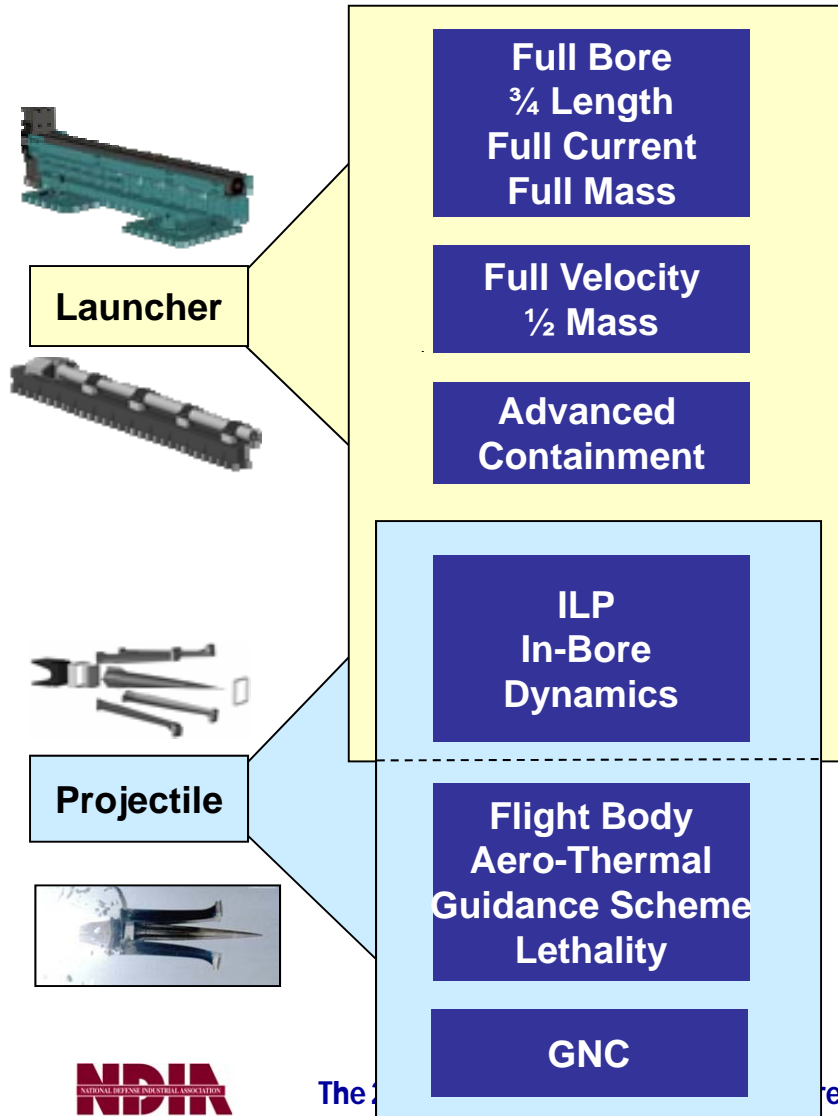 Full Bore
¾ Length
Full Current
Full Mass
Launcher
Full Velocity
½ Mass
Advanced
Containment
ILP
In-Bore
Dynamics
Projectile
Flight Body
Aero-Thermal
Guidance Scheme
Lethality
GNC
NDIA
NATIONAL DEFENSE INDUSTRIAL ASSOCIATION
The